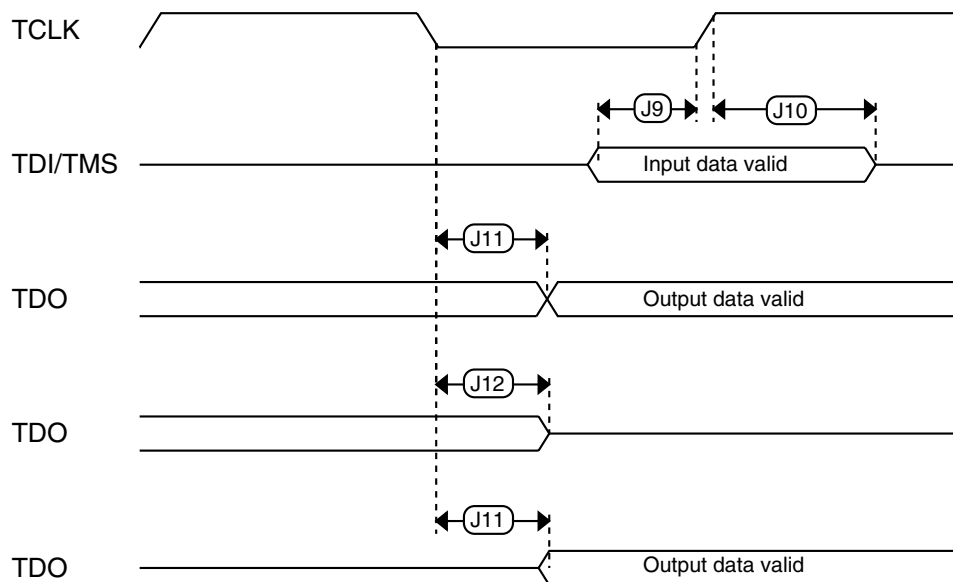 TCLK
J9
J10
TDI/TMS
Input data valid
J11
TDO
Output data valid
J12
TDO
J11
TDO
Output data valid